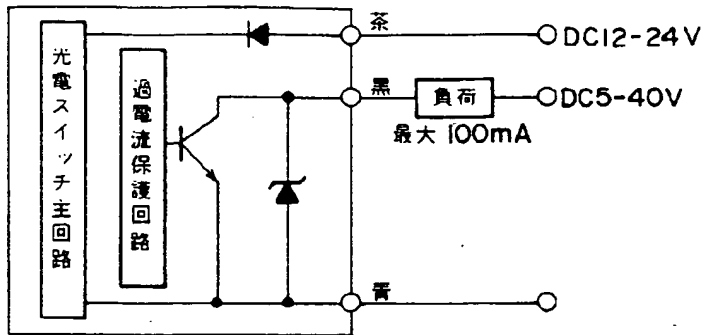 茶
DC12-24V
光電スイッチ主回路
過電流保護回路
黒
負荷
DC5-40V
最大 100mA
青